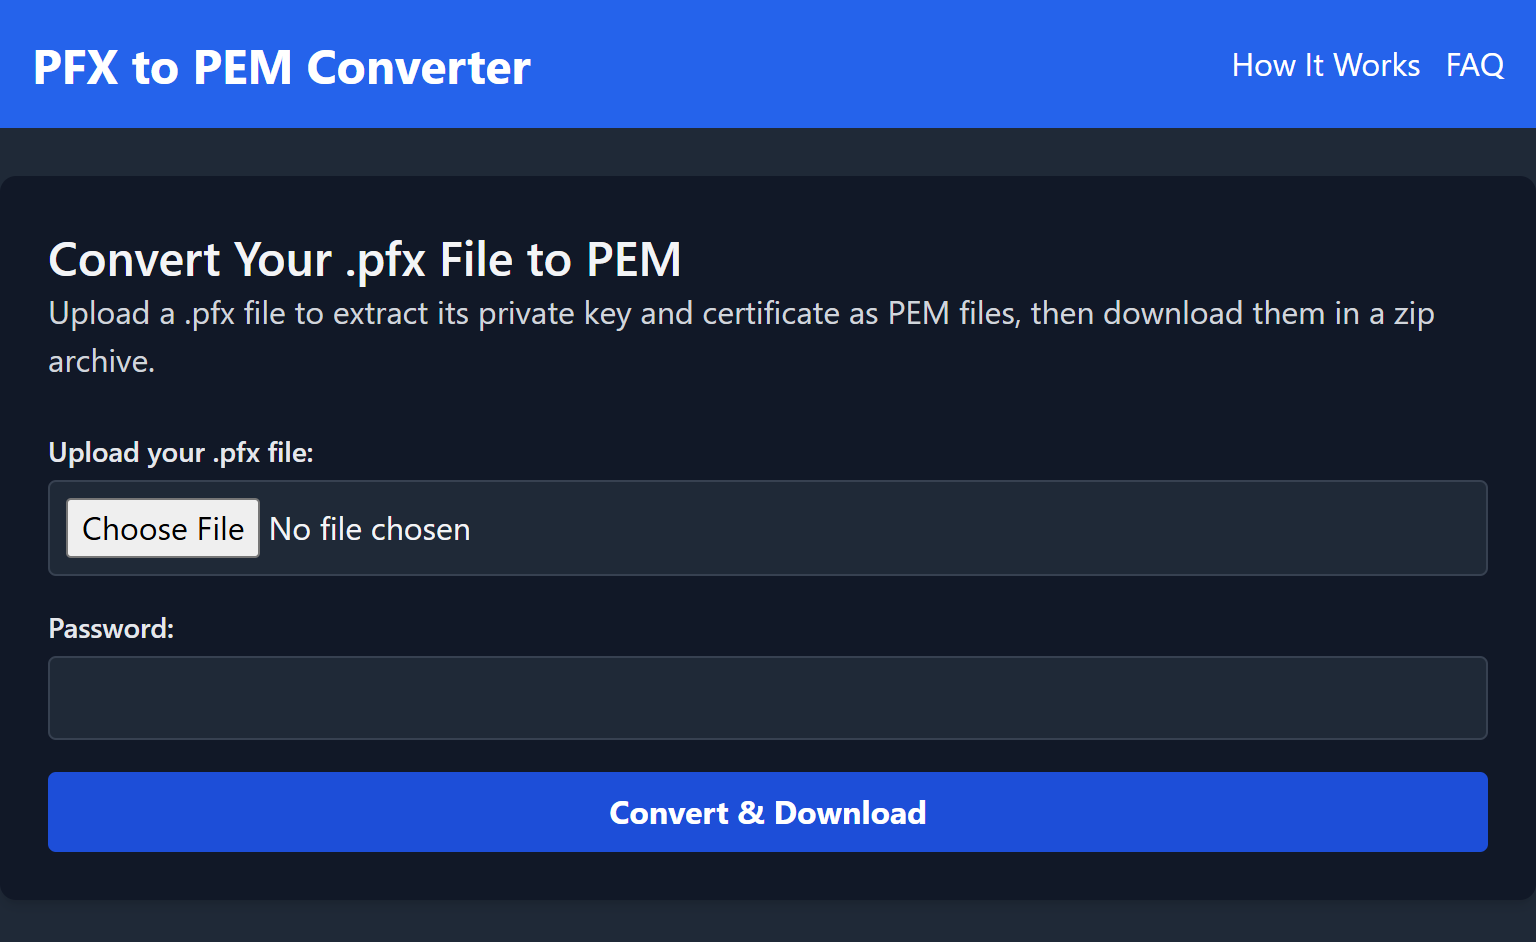 PFX to PEM Converter
How It Works
FAQ
Convert Your .pfx File to PEM
Upload a .pfx file to extract its private key and certificate as PEM files, then download them in a zip
archive.
Upload your .pfx file:
Choose File No file chosen
Password:
Convert & Download